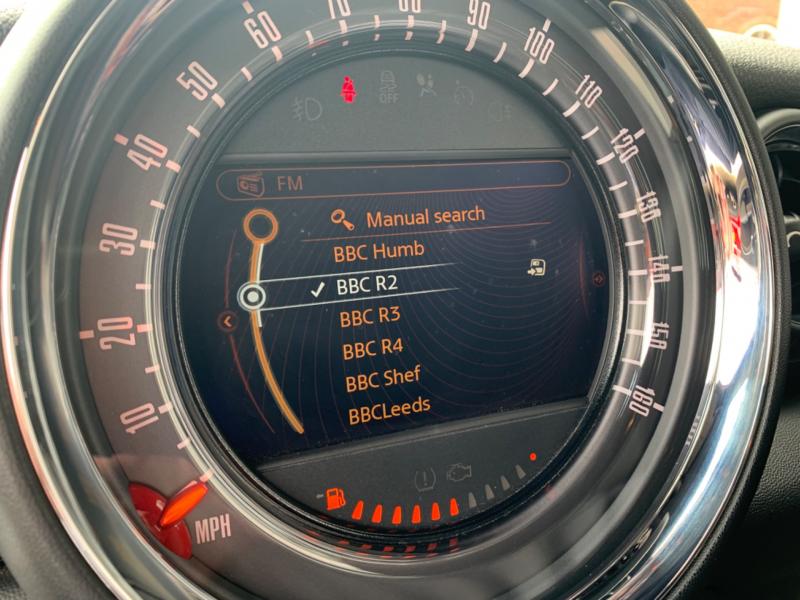 10
20
30
40
50
60
70
80
90
100
110
120
130
140
150
160
OFF
FM
Manual search
BBC Humb
BBC R2
BBC R3
BBC R4
BBC Shef
BBCLeeds
MPH